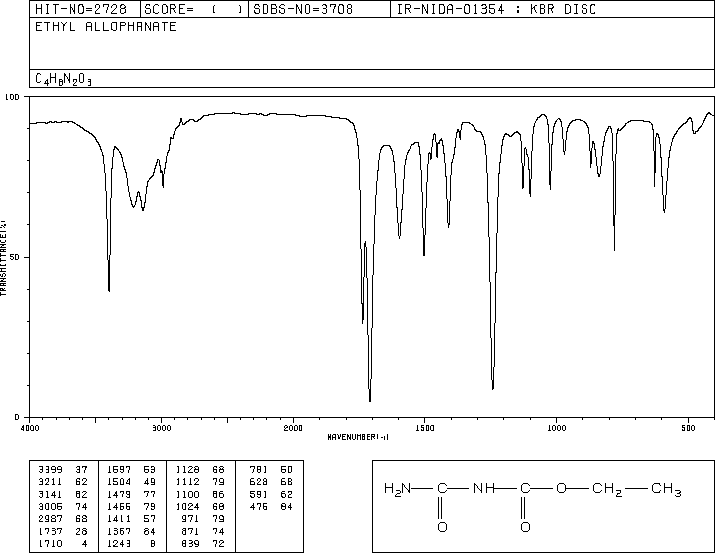 HIT-NO=2728 SCORE= ( ) SDBS-NO=3708 IR-NIDA-01354 : KBR DISC
ETHYL ALLOPHANATE
C4H8N2O3
100
50
0
TRANSMITTANCE(%)
4000 3000 2000 1500 1000 500
WAVENUMBER(-1)
3399 37 1597 53 1128 68 781 50
3211 62 1504 49 1112 79 628 68
3141 62 1479 77 1100 66 591 62
3005 74 1455 79 1024 68 476 84
2987 68 1411 57 971 79
1737 28 1367 84 871 74
1710 4 1243 8 839 72
H2N C NH C O CH2 CH3
O O